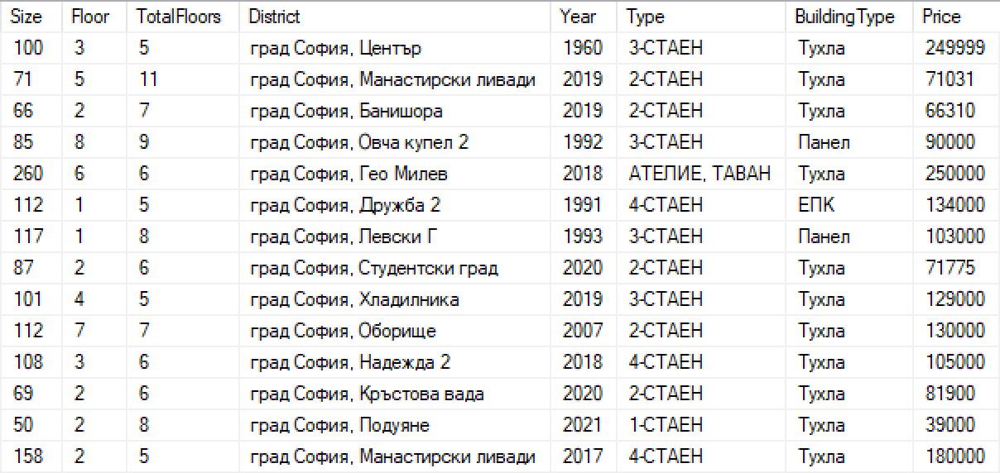 Size Floor TotalFloors District Year Type BuildingType Price
100 3 5 град София, Център 1960 3-СТАЕН Тухла 249999
71 5 11 град София, Манастирски ливади 2019 2-СТАЕН Тухла 71031
66 2 7 град София, Банишора 2019 2-СТАЕН Тухла 66310
85 8 9 град София, Овча купел 2 1992 3-СТАЕН Панел 90000
260 6 6 град София, Гео Милев 2018 АТЕЛИЕ, ТАВАН Тухла 250000
112 1 5 град София, Дружба 2 1991 4-СТАЕН ЕПК 134000
117 1 8 град София, Левски Г 1993 3-СТАЕН Панел 103000
87 2 6 град София, Студентски град 2020 2-СТАЕН Тухла 71775
101 4 5 град София, Хладилника 2019 3-СТАЕН Тухла 129000
112 7 7 град София, Оборище 2007 2-СТАЕН Тухла 130000
108 3 6 град София, Надежда 2 2018 4-СТАЕН Тухла 105000
69 2 6 град София, Кръстова вада 2020 2-СТАЕН Тухла 81900
50 2 8 град София, Подуяне 2021 1-СТАЕН Тухла 39000
158 2 5 град София, Манастирски ливади 2017 4-СТАЕН Тухла 180000